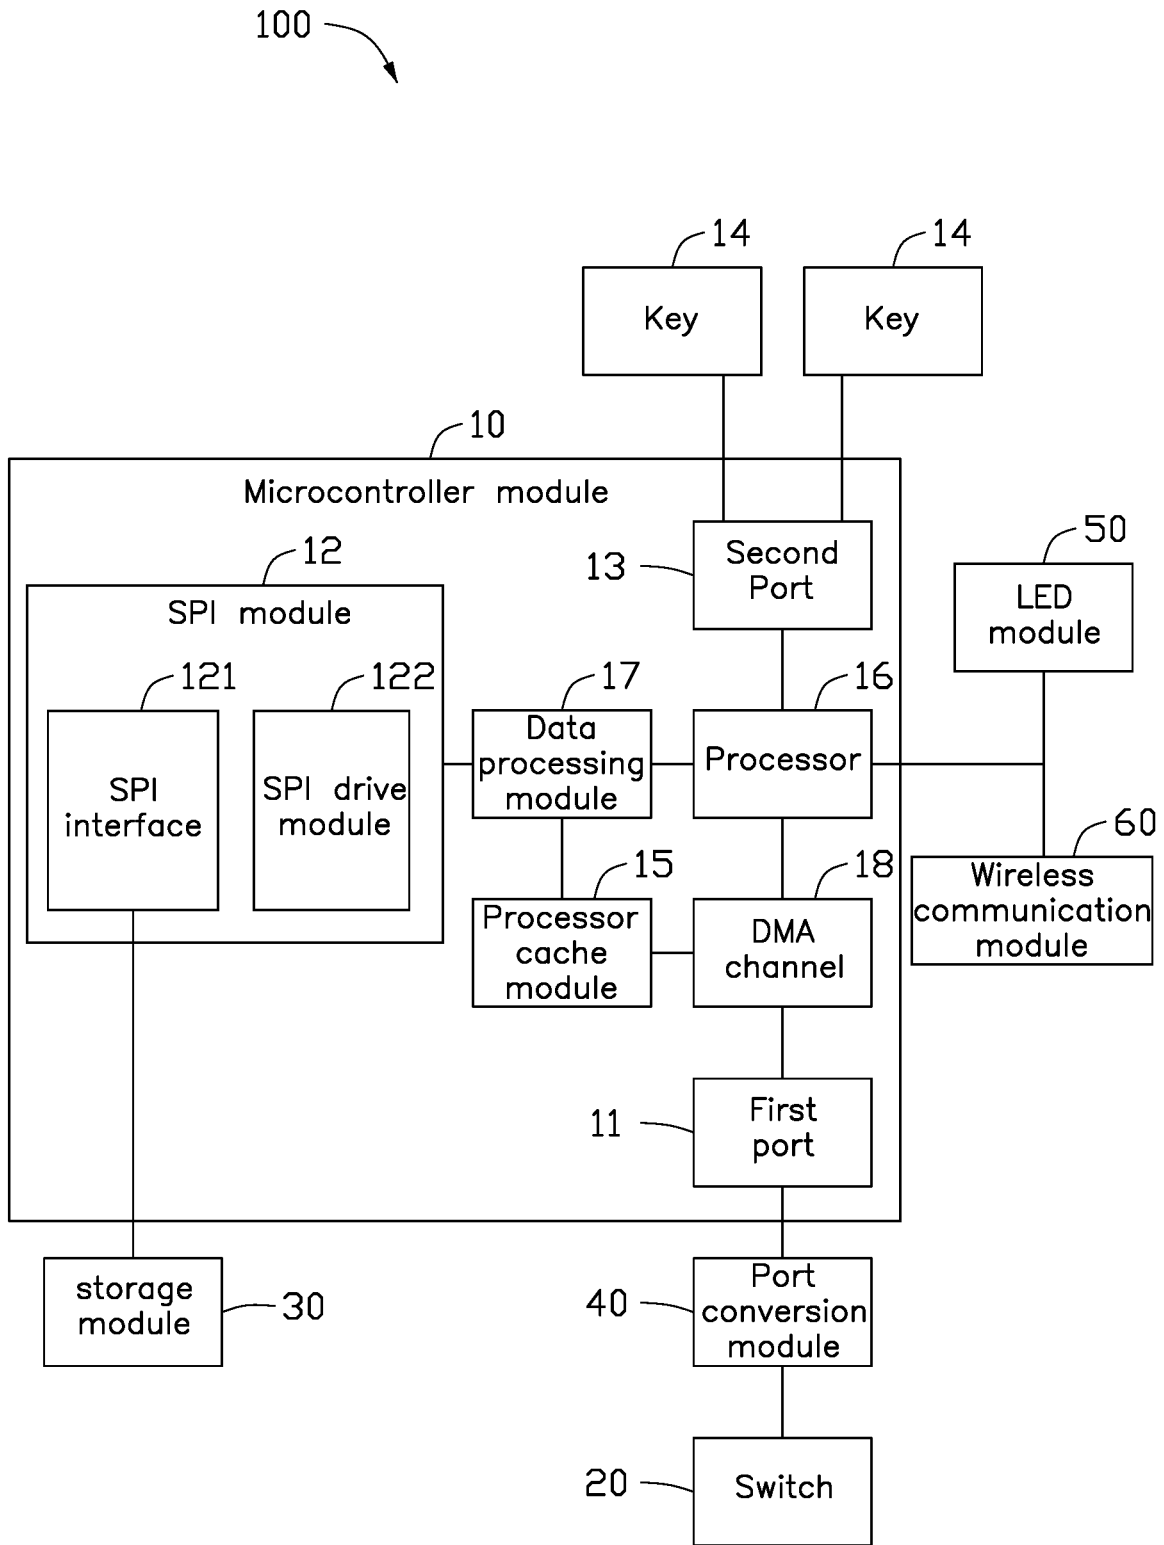 100
14
14
Key
Key
10
Microcontroller module
12
SPI module
121
122
SPI
interface
SPI drive
module
13
Second
Port
50
LED
module
17
16
Data
processing
module
Processor
60
Wireless
communication
module
15
18
Processor
cache
module
DMA
channel
11
First
port
storage
module
30
40
Port
conversion
module
20
Switch